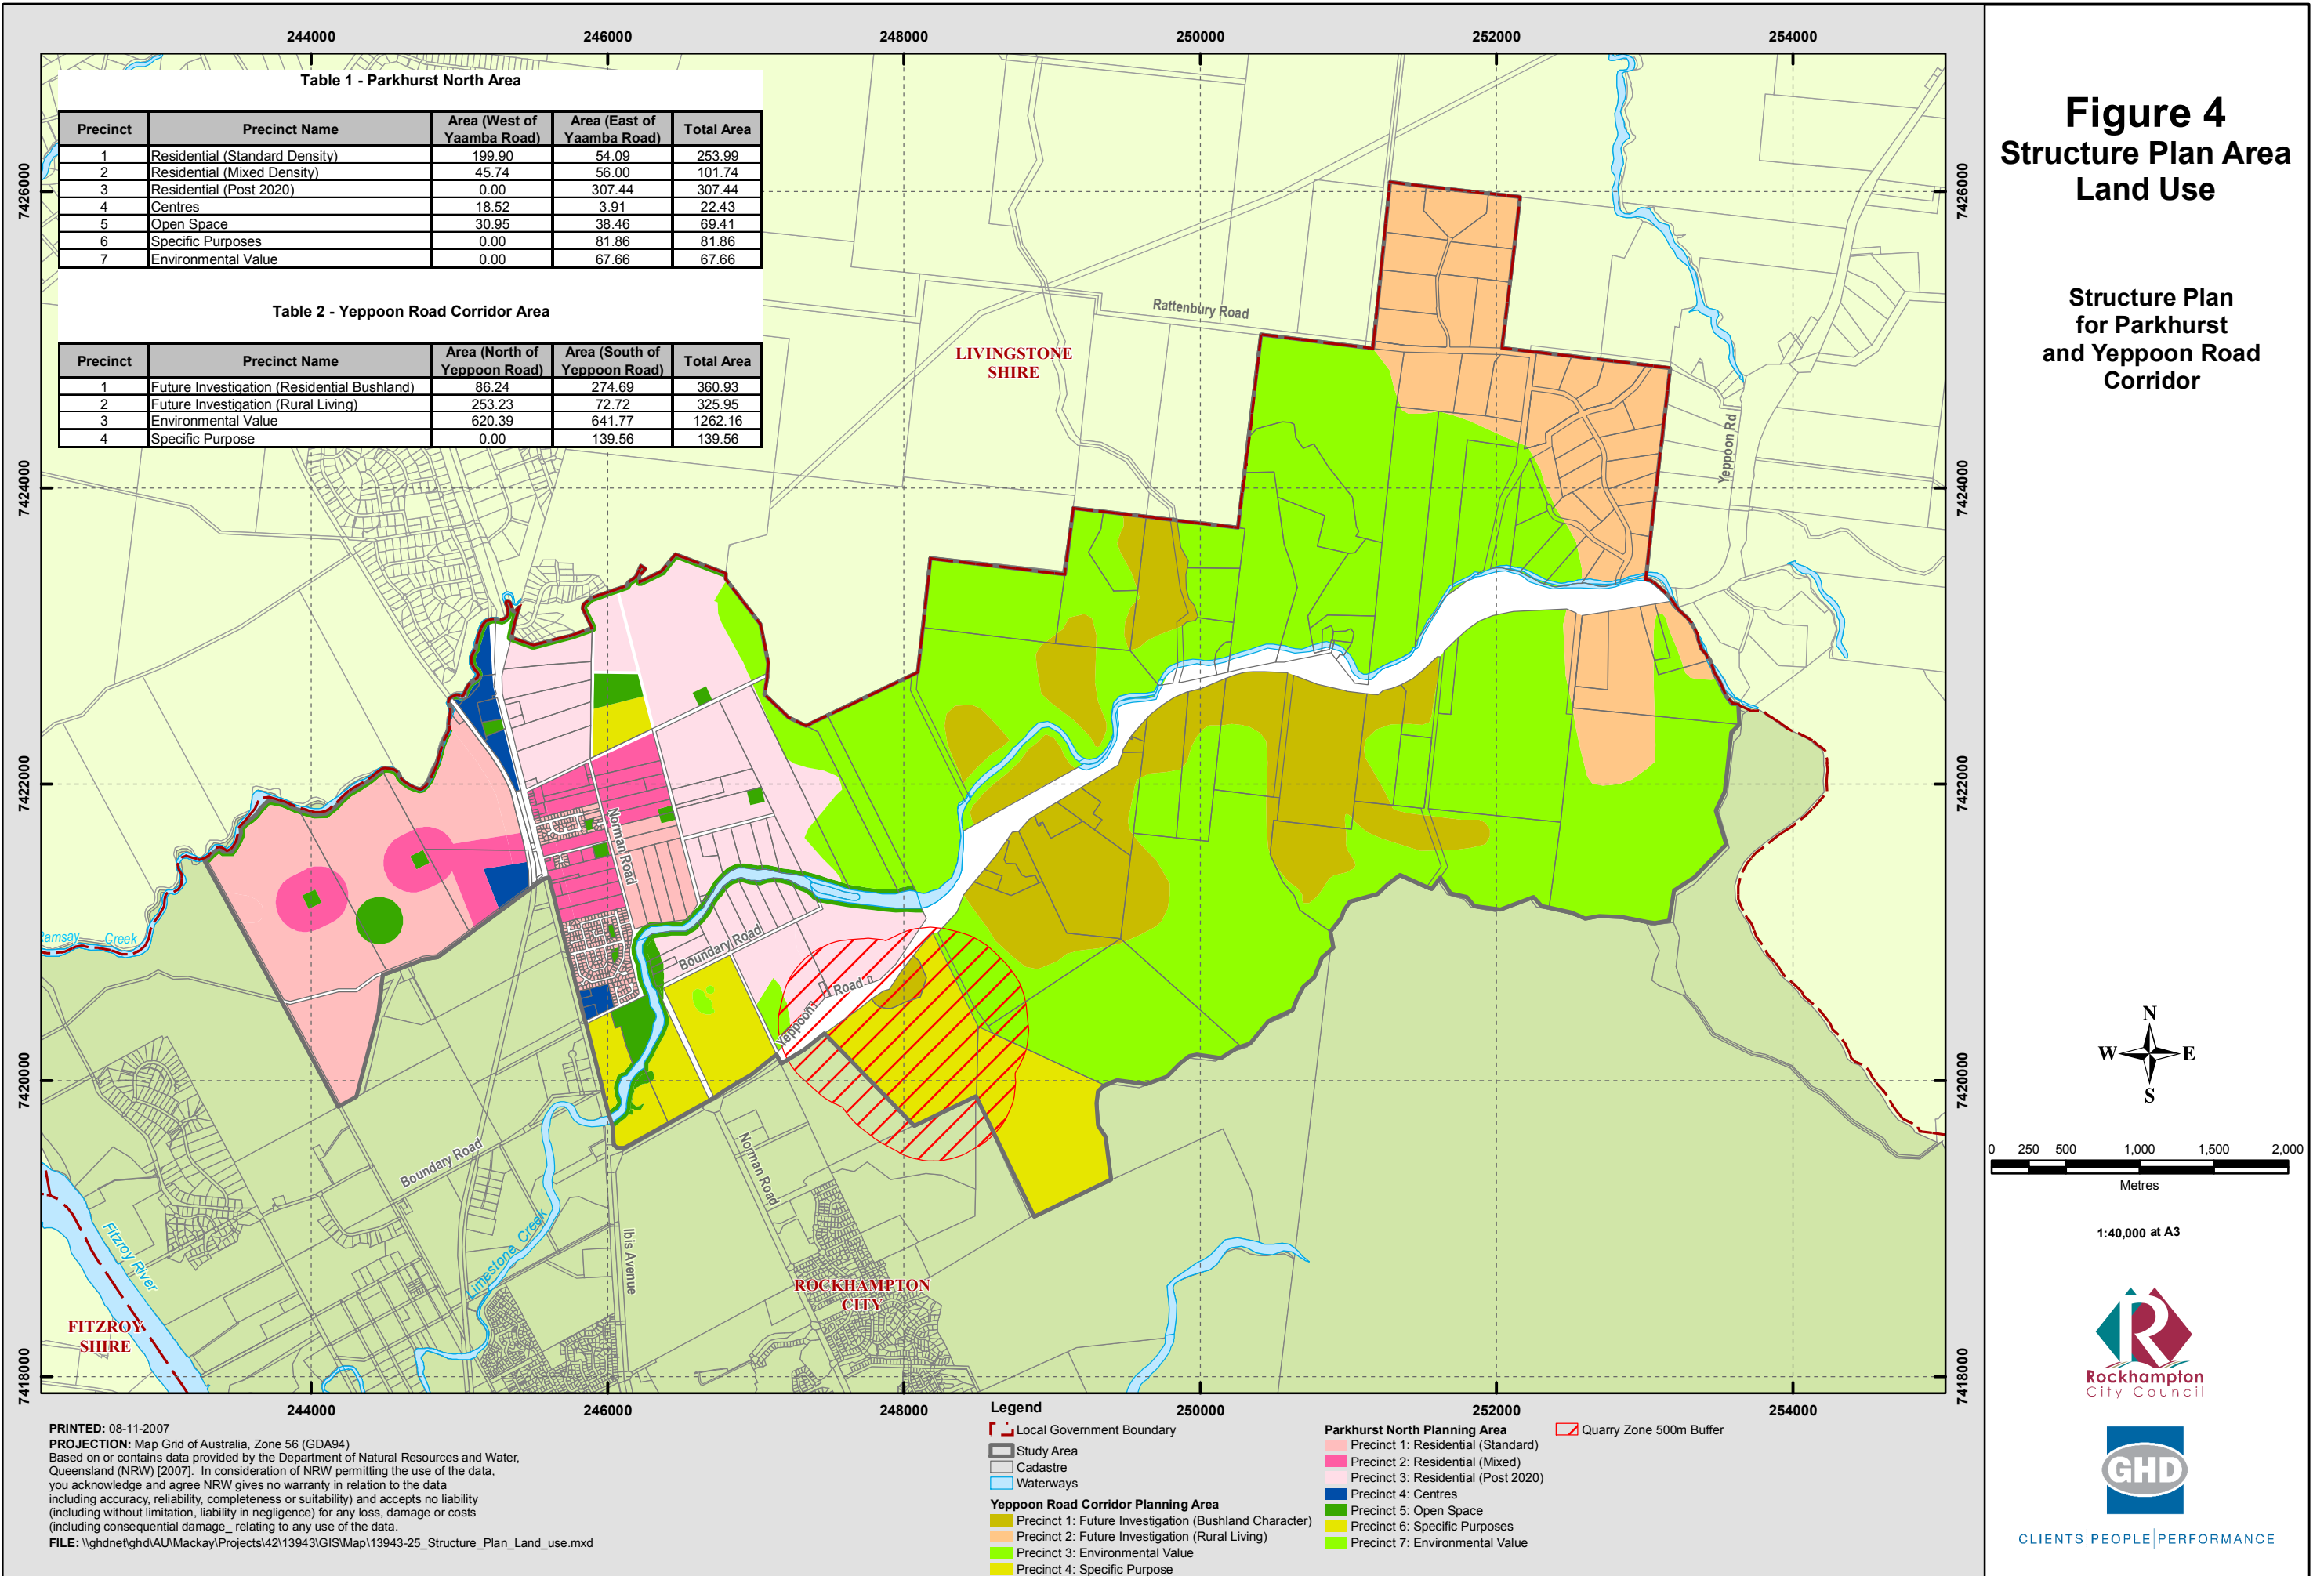 244000 246000 248000 250000 252000 254000
Table 1 - Parkhurst North Area
Precinct Precinct Name Area (West of Yaamba Road) Area (East of Yaamba Road) Total Area
1 Residential (Standard Density) 199.90 54.09 253.99
2 Residential (Mixed Density) 45.74 56.00 101.74
3 Residential (Post 2020) 0.00 307.44 307.44
4 Centres 18.52 3.91 22.43
5 Open Space 30.95 38.46 69.41
6 Specific Purposes 0.00 81.86 81.86
7 Environmental Value 0.00 67.66 67.66
Table 2 - Yeppoon Road Corridor Area
Precinct Precinct Name Area (North of Yeppoon Road) Area (South of Yeppoon Road) Total Area
1 Future Investigation (Residential Bushland) 86.24 274.69 360.93
2 Future Investigation (Rural Living) 253.23 72.72 325.95
3 Environmental Value 620.39 641.77 1262.16
4 Specific Purpose 0.00 139.56 139.56
7426000
7424000
7422000
7420000
7418000
7426000
7424000
7422000
7420000
7418000
Rattenbury Road
LIVINGSTONE
SHIRE
Yeppoon Rd
Norman Road
Ramsay Creek
Boundary Road
Yeppoon
Road
Boundary Road
Norman Road
Limestone Creek
Ibis Avenue
Fitzroy River
ROCKHAMPTON
CITY
FITZROY
SHIRE
244000 246000 248000 250000 252000 254000
PRINTED: 08-11-2007
PROJECTION: Map Grid of Australia, Zone 56 (GDA94)
Based on or contains data provided by the Department of Natural Resources and Water,
Queensland (NRW) [2007]. In consideration of NRW permitting the use of the data,
you acknowledge and agree NRW gives no warranty in relation to the data
including accuracy, reliability, completeness or suitability) and accepts no liability
(including without limitation, liability in negligence) for any loss, damage or costs
(including consequential damage_ relating to any use of the data.
FILE: \\ghdnet\ghd\AU\Mackay\Projects\42\13943\GIS\Map\13943-25_Structure_Plan_Land_use.mxd
Legend
Local Government Boundary
Study Area
Cadastre
Waterways
Yeppoon Road Corridor Planning Area
Precinct 1: Future Investigation (Bushland Character)
Precinct 2: Future Investigation (Rural Living)
Precinct 3: Environmental Value
Precinct 4: Specific Purpose
Parkhurst North Planning Area
Precinct 1: Residential (Standard)
Precinct 2: Residential (Mixed)
Precinct 3: Residential (Post 2020)
Precinct 4: Centres
Precinct 5: Open Space
Precinct 6: Specific Purposes
Precinct 7: Environmental Value
Quarry Zone 500m Buffer
Figure 4
Structure Plan Area
Land Use
Structure Plan
for Parkhurst
and Yeppoon Road
Corridor
N
W E
S
0 250 500 1,000 1,500 2,000
Metres
1:40,000 at A3
R
Rockhampton
City Council
GHD
CLIENTS PEOPLE PERFORMANCE